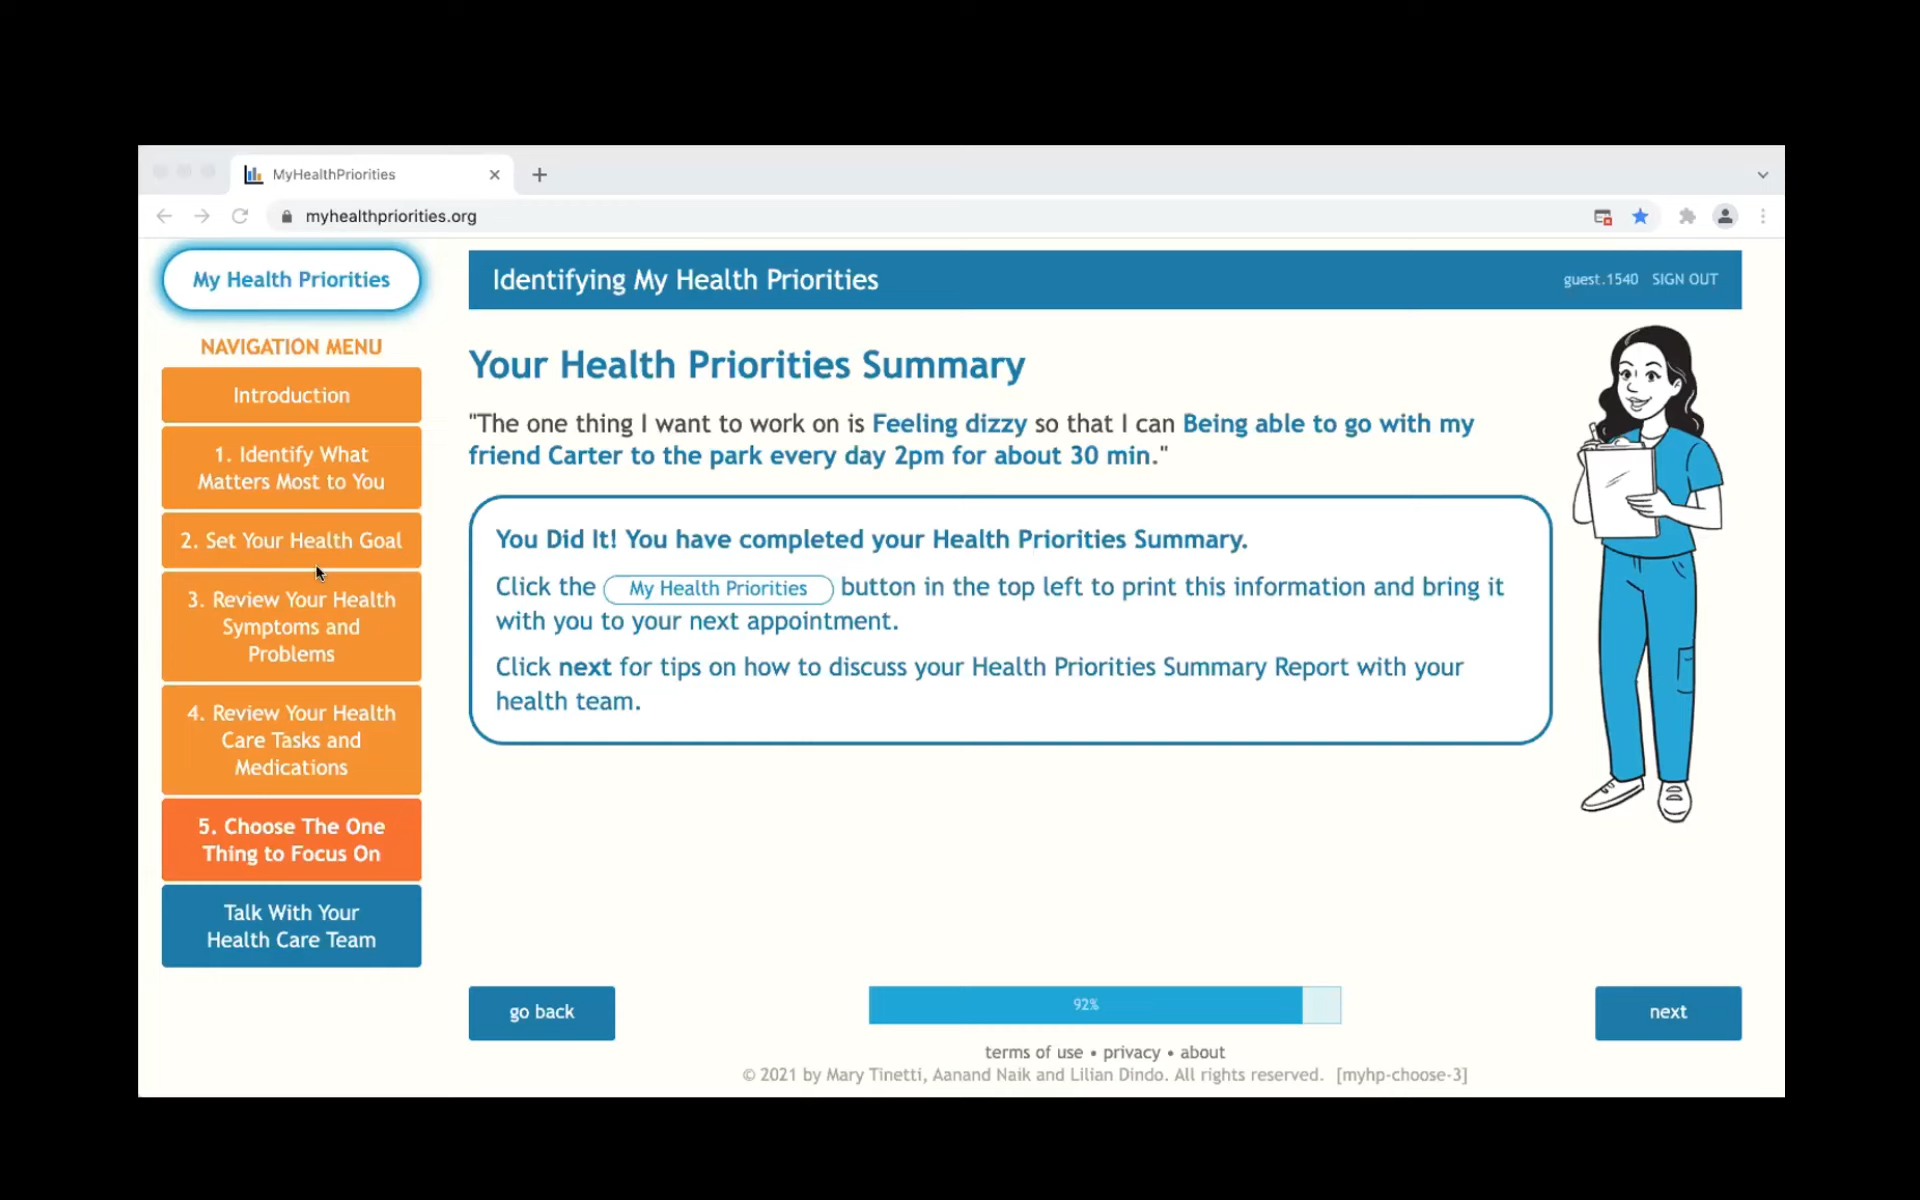 MyHealthPriorities
myhealthpriorities.org
My Health Priorities
NAVIGATION MENU
Introduction
1. Identify What
Matters Most to You
2. Set Your Health Goal
3. Review Your Health
Symptoms and
Problems
4. Review Your Health
Care Tasks and
Medications
5. Choose The One
Thing to Focus On
Talk With Your
Health Care Team
Identifying My Health Priorities
guest.1540 SIGN OUT
Your Health Priorities Summary
"The one thing I want to work on is Feeling dizzy so that I can Being able to go with my
friend Carter to the park every day 2pm for about 30 min."
You Did It! You have completed your Health Priorities Summary.
Click the My Health Priorities button in the top left to print this information and bring it
with you to your next appointment.
Click next for tips on how to discuss your Health Priorities Summary Report with your
health team.
go back
92%
next
terms of use • privacy • about
© 2021 by Mary Tinetti, Aanand Naik and Lilian Dindo. All rights reserved. [myhp-choose-3]